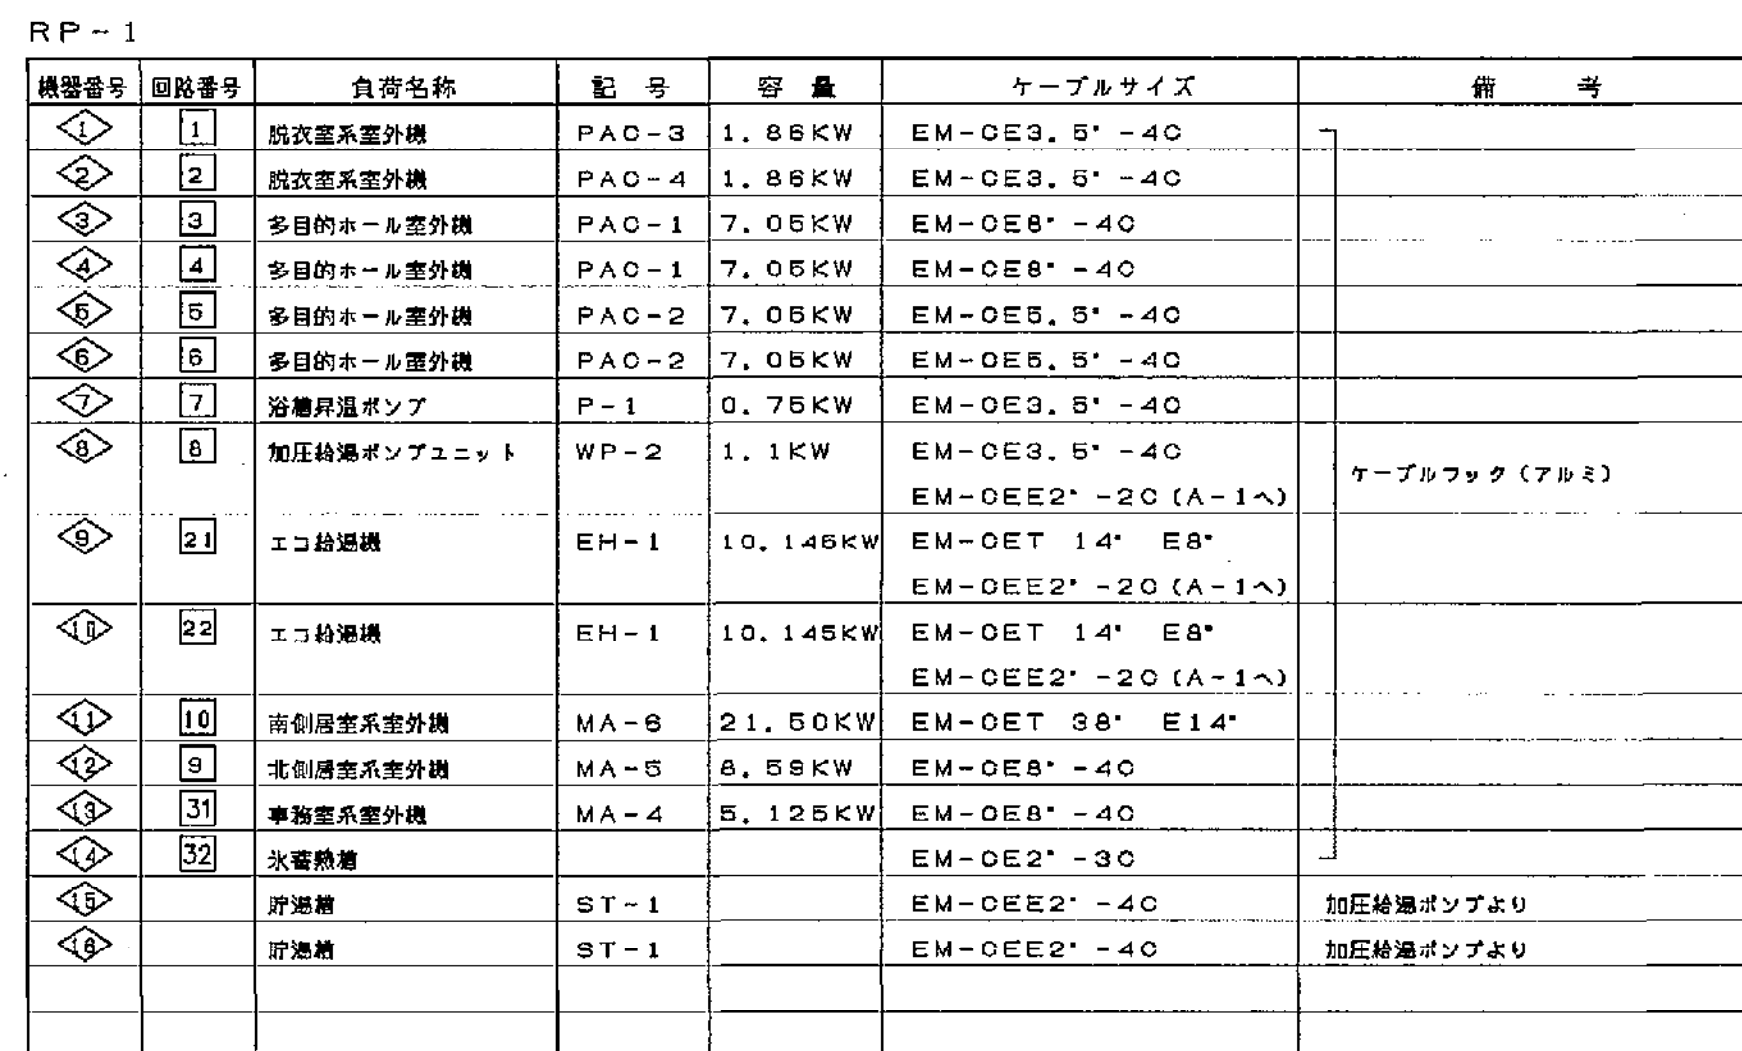 RP-1
機器番号 回路番号 負荷名称 記号 容量 ケーブルサイズ 備考
1 1 脱衣室系室外機 PAC-3 1.86KW EM-CE3.5□-4C
2 2 脱衣室系室外機 PAC-4 1.86KW EM-CE3.5□-4C
3 3 多目的ホール室外機 PAC-1 7.05KW EM-CE8□-4C
4 4 多目的ホール室外機 PAC-1 7.05KW EM-CE8□-4C
5 5 多目的ホール室外機 PAC-2 7.05KW EM-CE5.5□-4C
6 6 多目的ホール室外機 PAC-2 7.05KW EM-CE5.5□-4C
7 7 浴槽昇温ポンプ P-1 0.75KW EM-CE3.5□-4C
8 8 加圧給湯ポンプユニット WP-2 1.1KW EM-CE3.5□-4C
ケーブルフック(アルミ)
EM-CEE2□-2C(A-1へ)
9 21 エコ給湯機 EH-1 10.145KW EM-CET 14□ E8□
EM-CEE2□-2C(A-1へ)
10 22 エコ給湯機 EH-1 10.145KW EM-CET 14□ E8□
EM-CEE2□-2C(A-1へ)
11 10 南側居室系室外機 MA-6 21.50KW EM-CET 38□ E14□
12 9 北側居室系室外機 MA-5 8.59KW EM-CE8□-4C
13 31 事務室系室外機 MA-4 5.125KW EM-CE8□-4C
14 32 氷蓄熱槽 EM-CE2□-3C
15 貯湯槽 ST-1 EM-CEE2□-4C 加圧給湯ポンプより
16 貯湯槽 ST-1 EM-CEE2□-4C 加圧給湯ポンプより